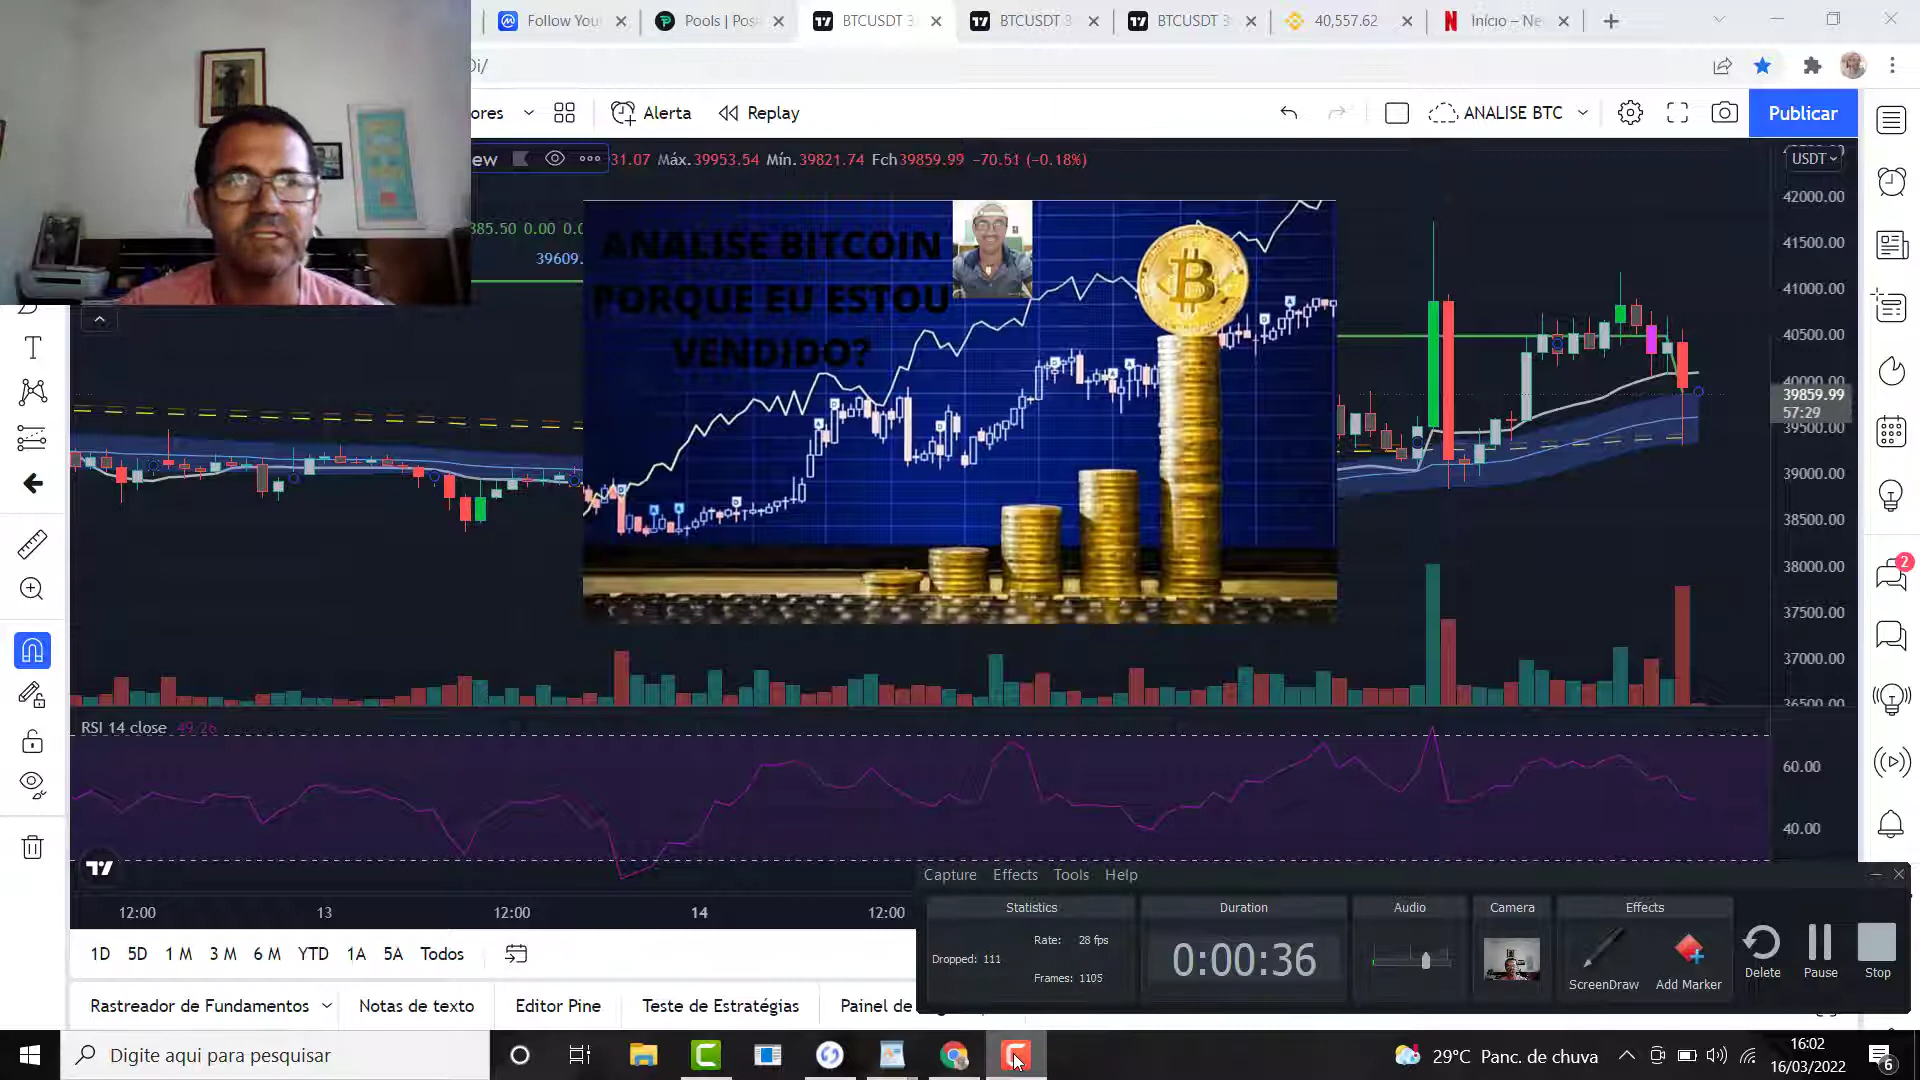 Follow You
Pools | Pos
BTCUSDT 3
BTCUSDT 3
BTCUSDT 3
40,557.62
Início – Ne
Di/
ores
Alerta
Replay
ANALISE BTC
Publicar
ew
31.07 Máx.39953.54 Mín.39821.74 Fch39859.99 −70.51 (−0.18%)
USDT
385.50 0.00
39609.
ANALISE BITCOIN
PORQUE EU ESTOU
VENDIDO?
42000.00
41500.00
41000.00
40500.00
39859.99
57:29
39500.00
39000.00
38500.00
38000.00
37500.00
37000.00
36500.00
2
RSI 14 close 49.26
60.00
40.00
12:00
13
12:00
14
12:00
1D 5D 1 M 3 M 6 M YTD 1A 5A Todos
Rastreador de Fundamentos
Notas de texto
Editor Pine
Teste de Estratégias
Painel de
Capture Effects Tools Help
Statistics
Duration
Audio
Camera
Effects
Rate: 28 fps
Dropped: 111
Frames: 1105
0:00:36
ScreenDraw
Add Marker
Delete
Pause
Stop
Digite aqui para pesquisar
29°C Panc. de chuva
16:02
16/03/2022
6